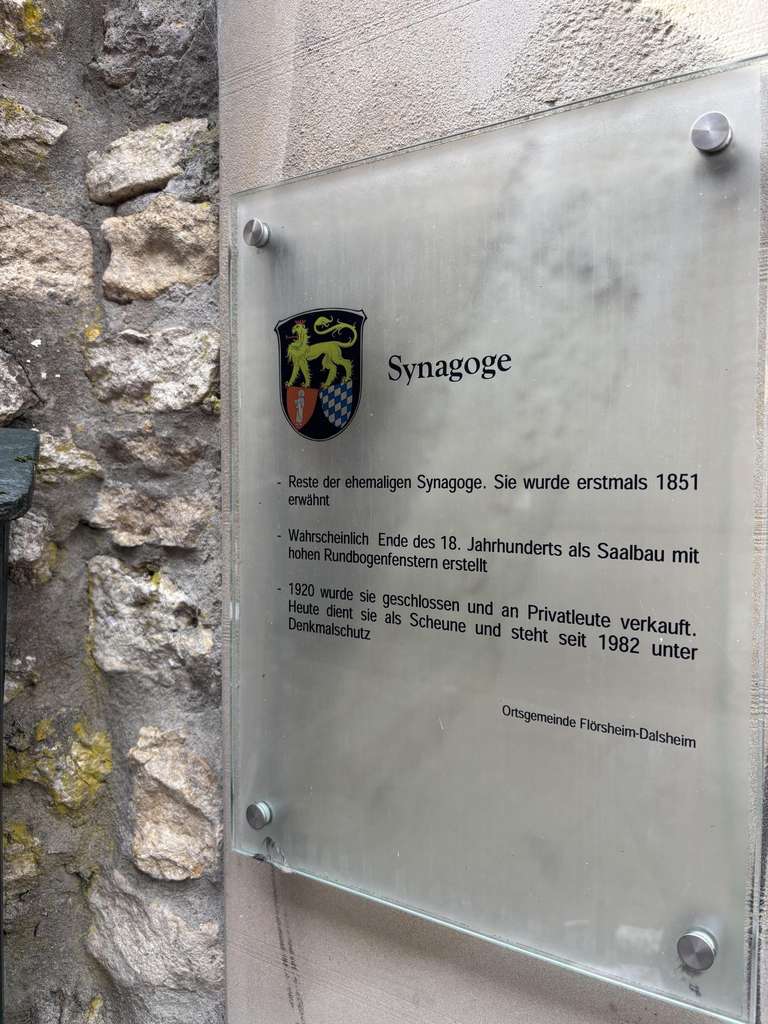 Synagoge
- Reste der ehemaligen Synagoge. Sie wurde erstmals 1851
erwähnt
- Wahrscheinlich Ende des 18. Jahrhunderts als Saalbau mit
hohen Rundbogenfenstern erstellt
- 1920 wurde sie geschlossen und an Privatleute verkauft.
Heute dient sie als Scheune und steht seit 1982 unter
Denkmalschutz
Ortsgemeinde Flörsheim-Dalsheim